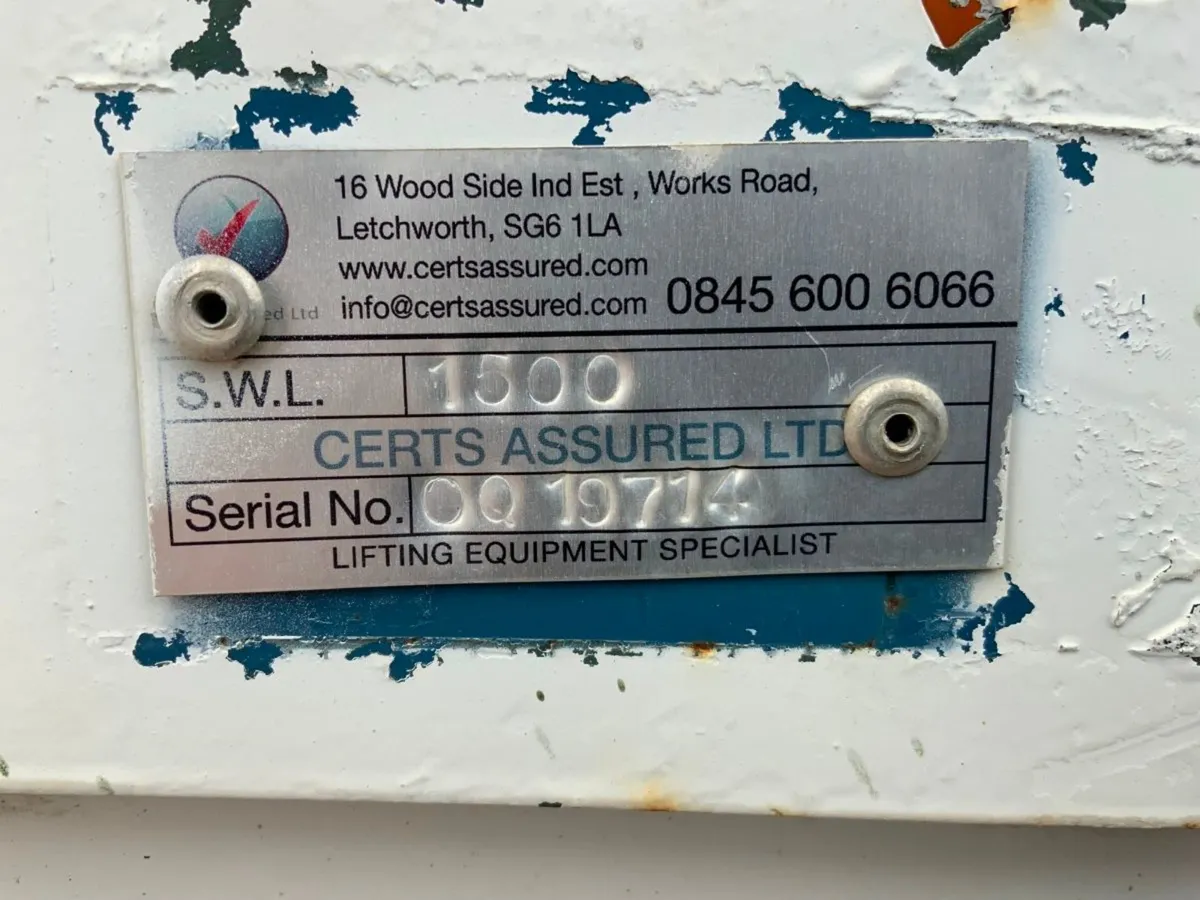 16 Wood Side Ind Est , Works Road,
Letchworth, SG6 1LA
www.certsassured.com
info@certsassured.com 0845 600 6066
Ltd
S.W.L. 1500
CERTS ASSURED LTD
Serial No. OQ 19714
LIFTING EQUIPMENT SPECIALIST